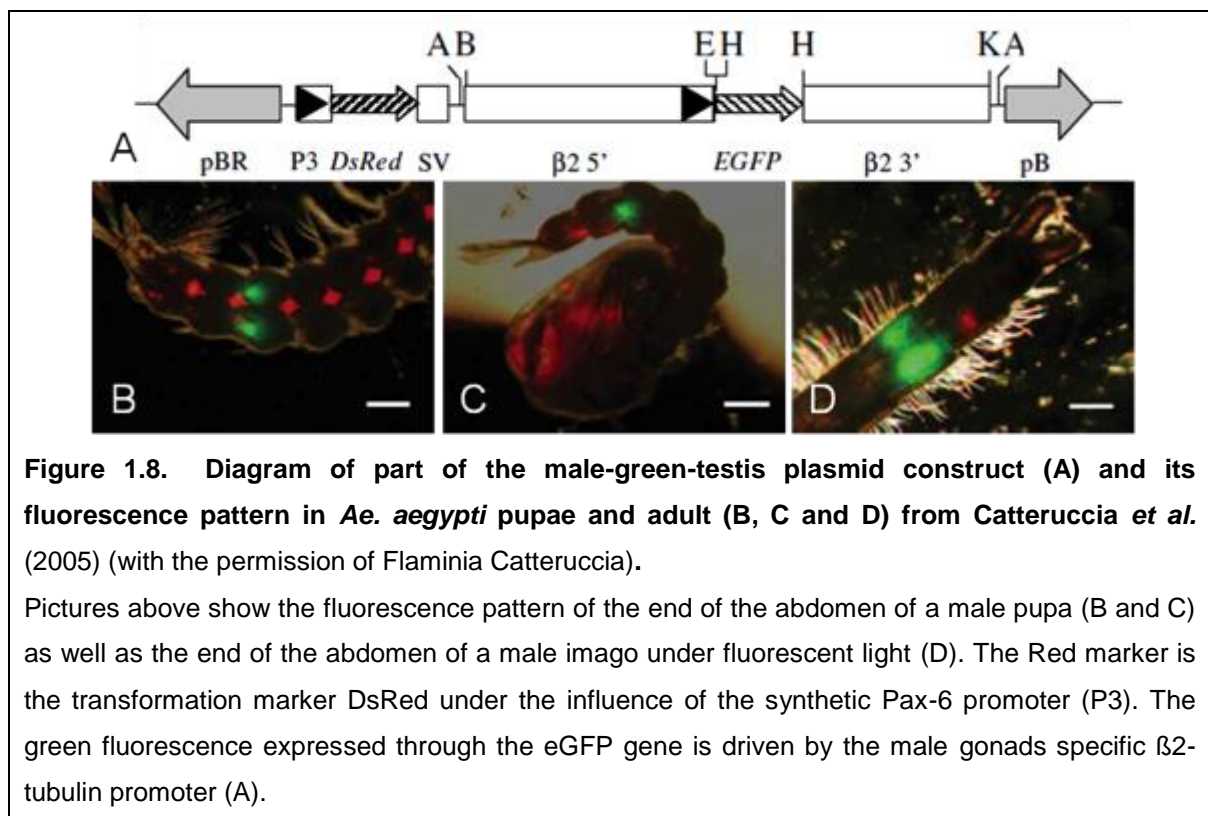 A B E H H K A
A pBR P3 DsRed SV β2 5' EGFP β2 3' pB
B C D
Figure 1.8. Diagram of part of the male-green-testis plasmid construct (A) and its
fluorescence pattern in Ae. aegypti pupae and adult (B, C and D) from Catteruccia et al.
(2005) (with the permission of Flaminia Catteruccia).
Pictures above show the fluorescence pattern of the end of the abdomen of a male pupa (B and C)
as well as the end of the abdomen of a male imago under fluorescent light (D). The Red marker is
the transformation marker DsRed under the influence of the synthetic Pax-6 promoter (P3). The
green fluorescence expressed through the eGFP gene is driven by the male gonads specific ß2-
tubulin promoter (A).